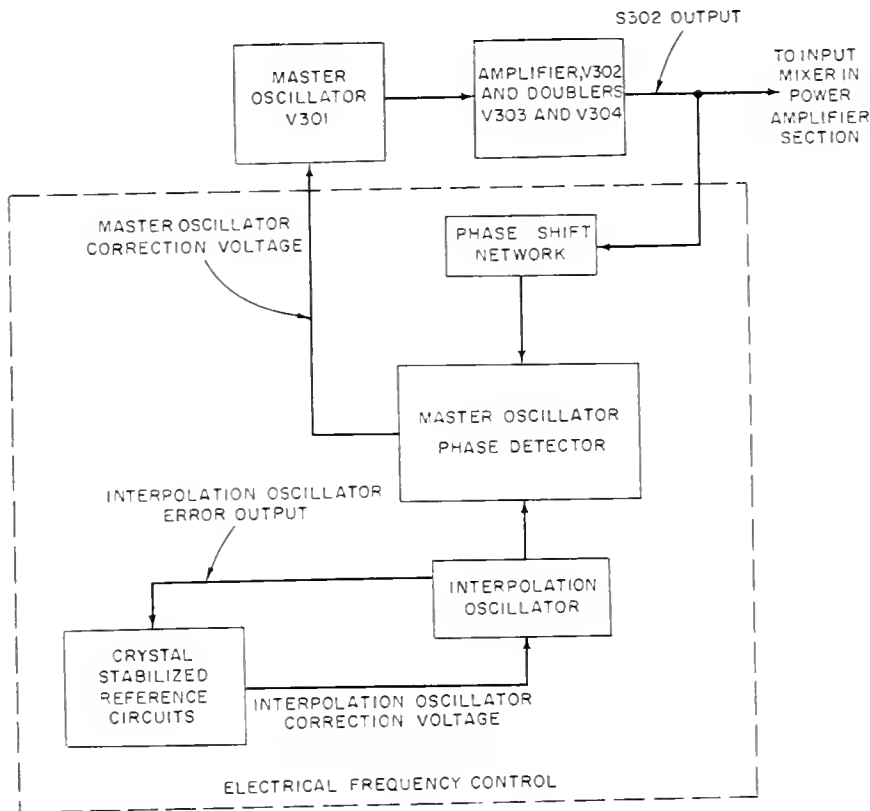 S302 OUTPUT
MASTER
OSCILLATOR
V301
AMPLIFIER,V302
AND DOUBLERS
V303 AND V304
TO INPUT
MIXER IN
POWER
AMPLIFIER
SECTION
MASTER OSCILLATOR
CORRECTION VOLTAGE
PHASE SHIFT
NETWORK
MASTER OSCILLATOR
PHASE DETECTOR
INTERPOLATION OSCILLATOR
ERROR OUTPUT
INTERPOLATION
OSCILLATOR
CRYSTAL
STABILIZED
REFERENCE
CIRCUITS
INTERPOLATION OSCILLATOR
CORRECTION VOLTAGE
ELECTRICAL FREQUENCY CONTROL